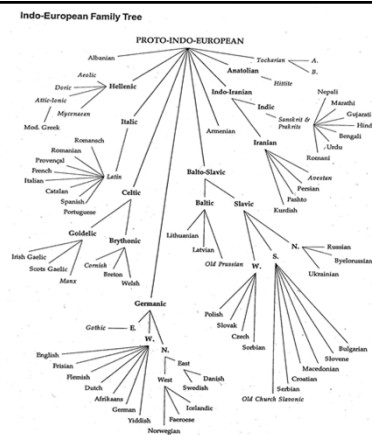 Indo-European Family Tree
PROTO-INDO-EUROPEAN
Albanian
Tocharian
A.
B.
Anatolian
Hittite
Aeolic
Doric
Hellenic
Attic-Ionic
Mycenaean
Mod. Greek
Indo-Iranian
Indic
Sanskrit &
Prakrits
Nepali
Marathi
Gujarati
Hindi
Bengali
Urdu
Romani
Italic
Armenian
Iranian
Avestan
Persian
Pashto
Kurdish
Romansch
Romanian
Provençal
French
Italian
Catalan
Spanish
Portuguese
Latin
Celtic
Balto-Slavic
Baltic
Slavic
Goidelic
Brythonic
Irish Gaelic
Scots Gaelic
Manx
Cornish
Breton
Welsh
Lithuanian
Latvian
Old Prussian
W.
S.
N.
Russian
Byelorussian
Ukrainian
Polish
Slovak
Czech
Sorbian
Bulgarian
Slovene
Macedonian
Croatian
Serbian
Old Church Slavonic
Germanic
Gothic
E.
W.
N.
English
Frisian
Flemish
Dutch
Afrikaans
German
Yiddish
East
Danish
Swedish
West
Icelandic
Faeroese
Norwegian